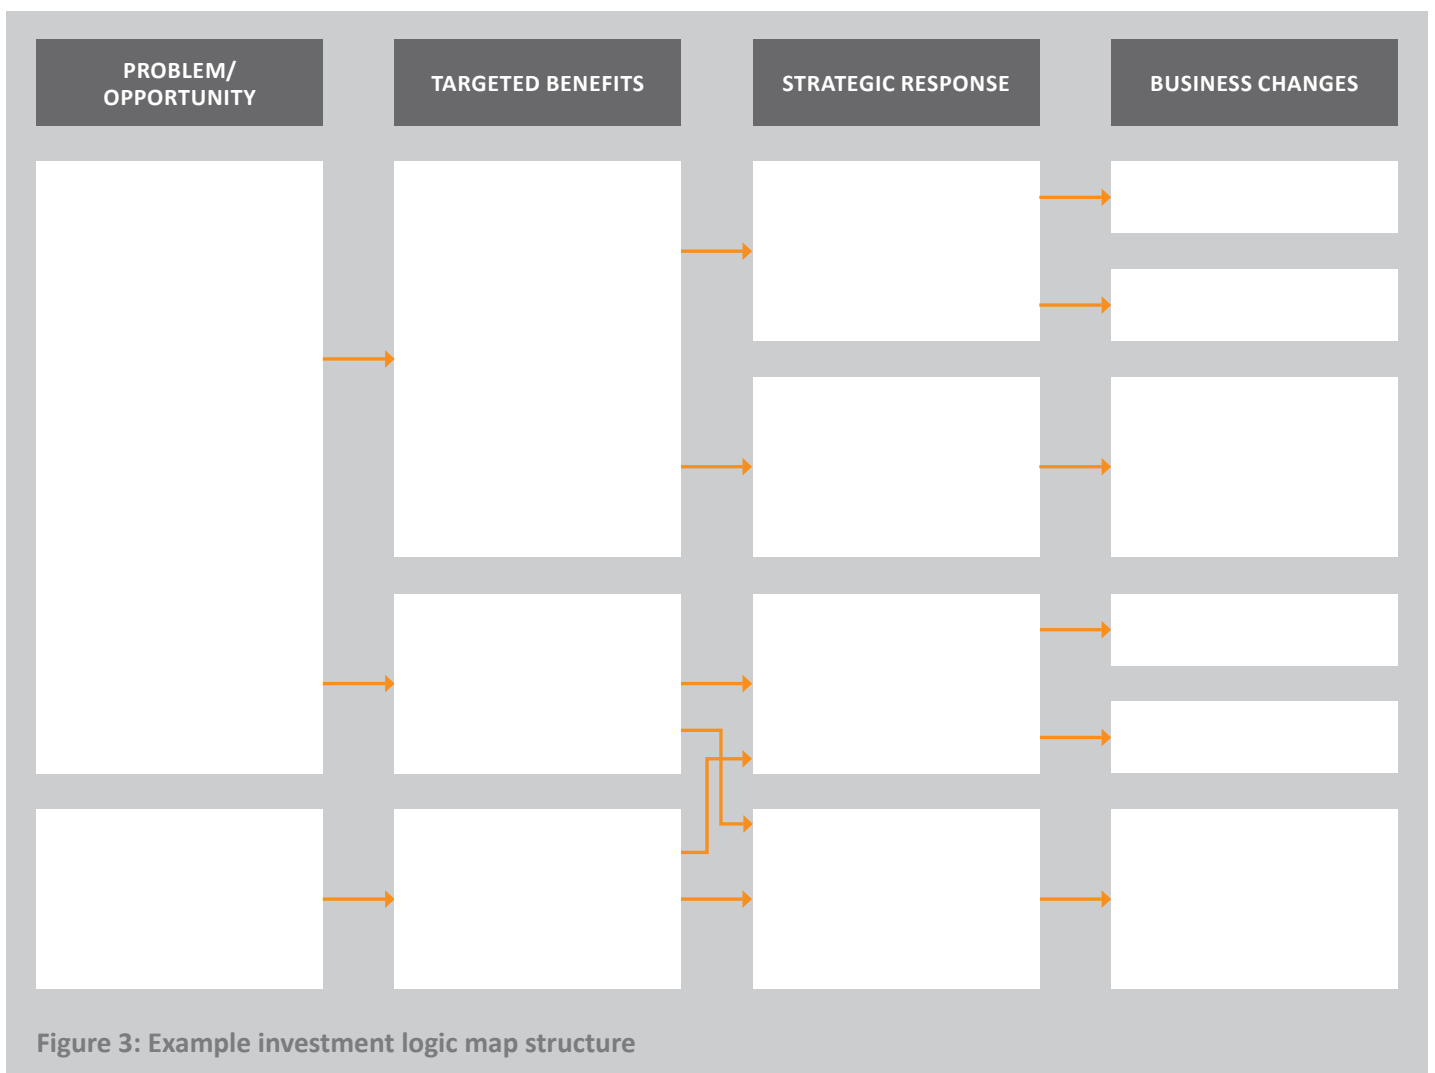 PROBLEM/
OPPORTUNITY
TARGETED BENEFITS
STRATEGIC RESPONSE
BUSINESS CHANGES
Figure 3: Example investment logic map structure